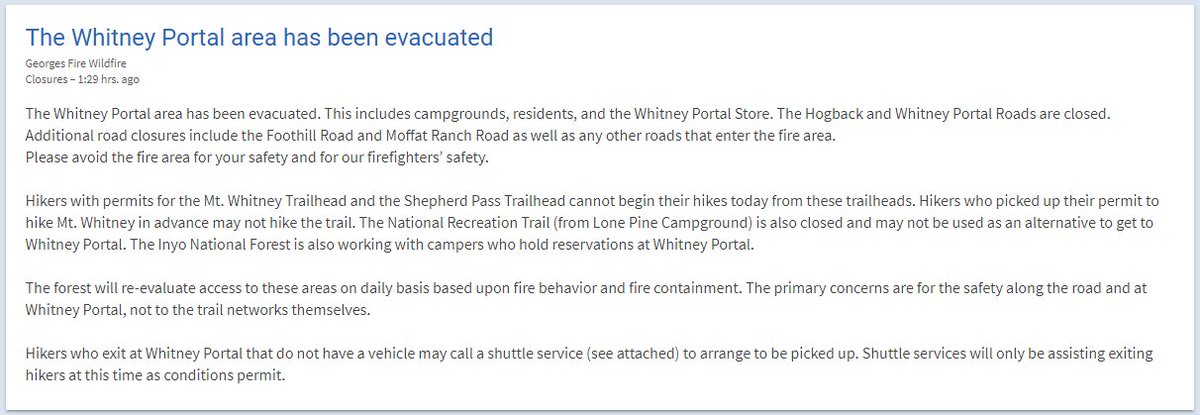 The Whitney Portal area has been evacuated
Georges Fire Wildfire
Closures – 1:29 hrs. ago
The Whitney Portal area has been evacuated. This includes campgrounds, residents, and the Whitney Portal Store. The Hogback and Whitney Portal Roads are closed.
Additional road closures include the Foothill Road and Moffat Ranch Road as well as any other roads that enter the fire area.
Please avoid the fire area for your safety and for our firefighters’ safety.
Hikers with permits for the Mt. Whitney Trailhead and the Shepherd Pass Trailhead cannot begin their hikes today from these trailheads. Hikers who picked up their permit to
hike Mt. Whitney in advance may not hike the trail. The National Recreation Trail (from Lone Pine Campground) is also closed and may not be used as an alternative to get to
Whitney Portal. The Inyo National Forest is also working with campers who hold reservations at Whitney Portal.
The forest will re-evaluate access to these areas on daily basis based upon fire behavior and fire containment. The primary concerns are for the safety along the road and at
Whitney Portal, not to the trail networks themselves.
Hikers who exit at Whitney Portal that do not have a vehicle may call a shuttle service (see attached) to arrange to be picked up. Shuttle services will only be assisting exiting
hikers at this time as conditions permit.